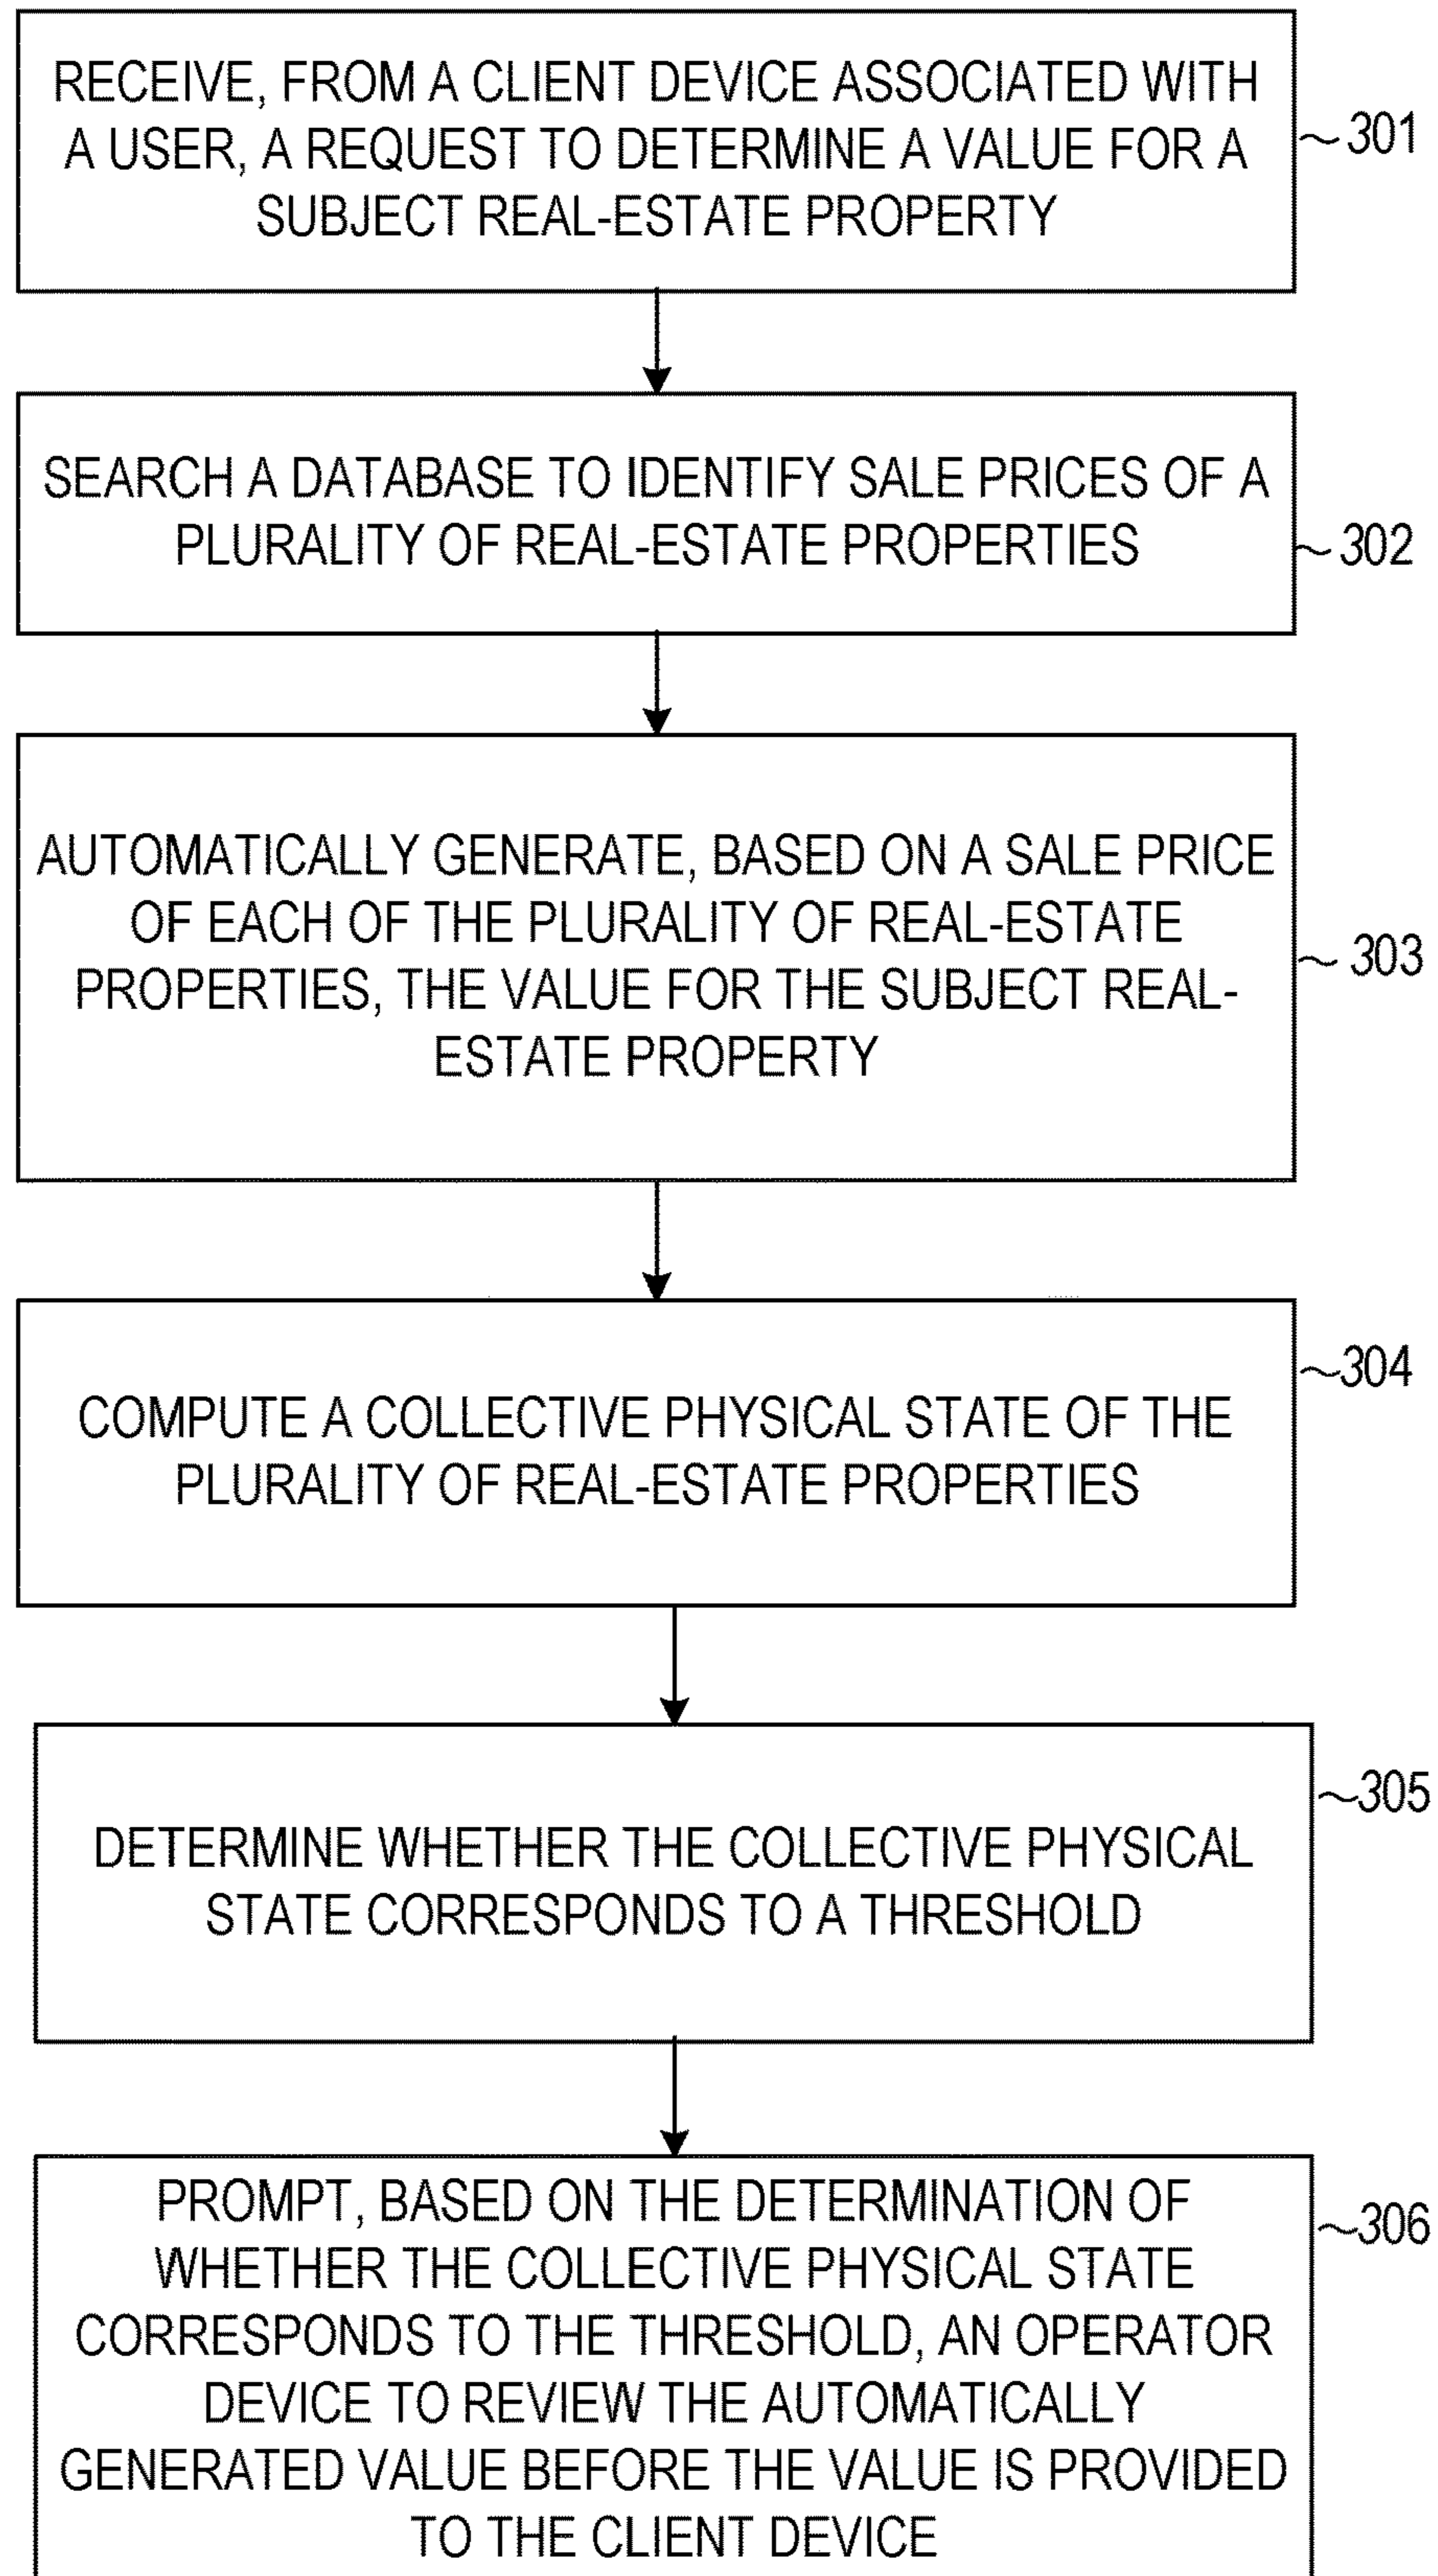 RECEIVE, FROM A CLIENT DEVICE ASSOCIATED WITH
A USER, A REQUEST TO DETERMINE A VALUE FOR A
SUBJECT REAL-ESTATE PROPERTY
301
SEARCH A DATABASE TO IDENTIFY SALE PRICES OF A
PLURALITY OF REAL-ESTATE PROPERTIES
302
AUTOMATICALLY GENERATE, BASED ON A SALE PRICE
OF EACH OF THE PLURALITY OF REAL-ESTATE
PROPERTIES, THE VALUE FOR THE SUBJECT REAL-
ESTATE PROPERTY
303
COMPUTE A COLLECTIVE PHYSICAL STATE OF THE
PLURALITY OF REAL-ESTATE PROPERTIES
304
DETERMINE WHETHER THE COLLECTIVE PHYSICAL
STATE CORRESPONDS TO A THRESHOLD
305
PROMPT, BASED ON THE DETERMINATION OF
WHETHER THE COLLECTIVE PHYSICAL STATE
CORRESPONDS TO THE THRESHOLD, AN OPERATOR
DEVICE TO REVIEW THE AUTOMATICALLY
GENERATED VALUE BEFORE THE VALUE IS PROVIDED
TO THE CLIENT DEVICE
306